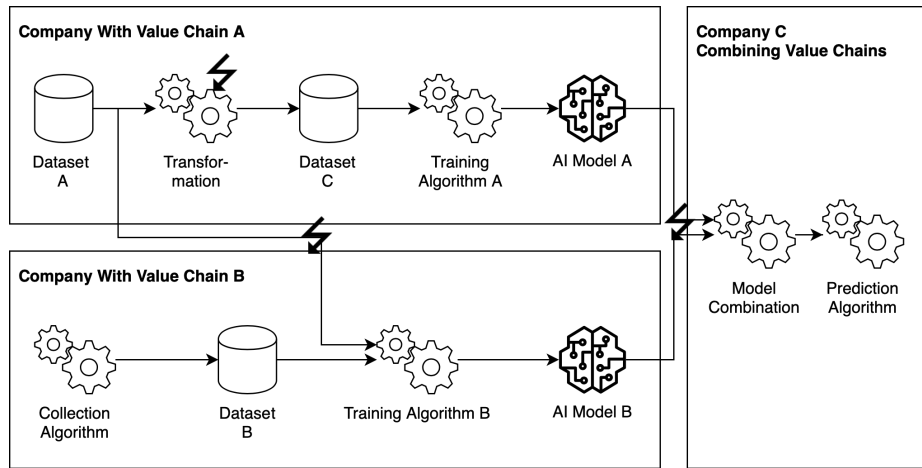 Company With Value Chain A
Dataset
A
Transfor-
mation
Dataset
C
Training
Algorithm A
AI Model A
Company With Value Chain B
Collection
Algorithm
Dataset
B
Training Algorithm B
AI Model B
Company C
Combining Value Chains
Model
Combination
Prediction
Algorithm